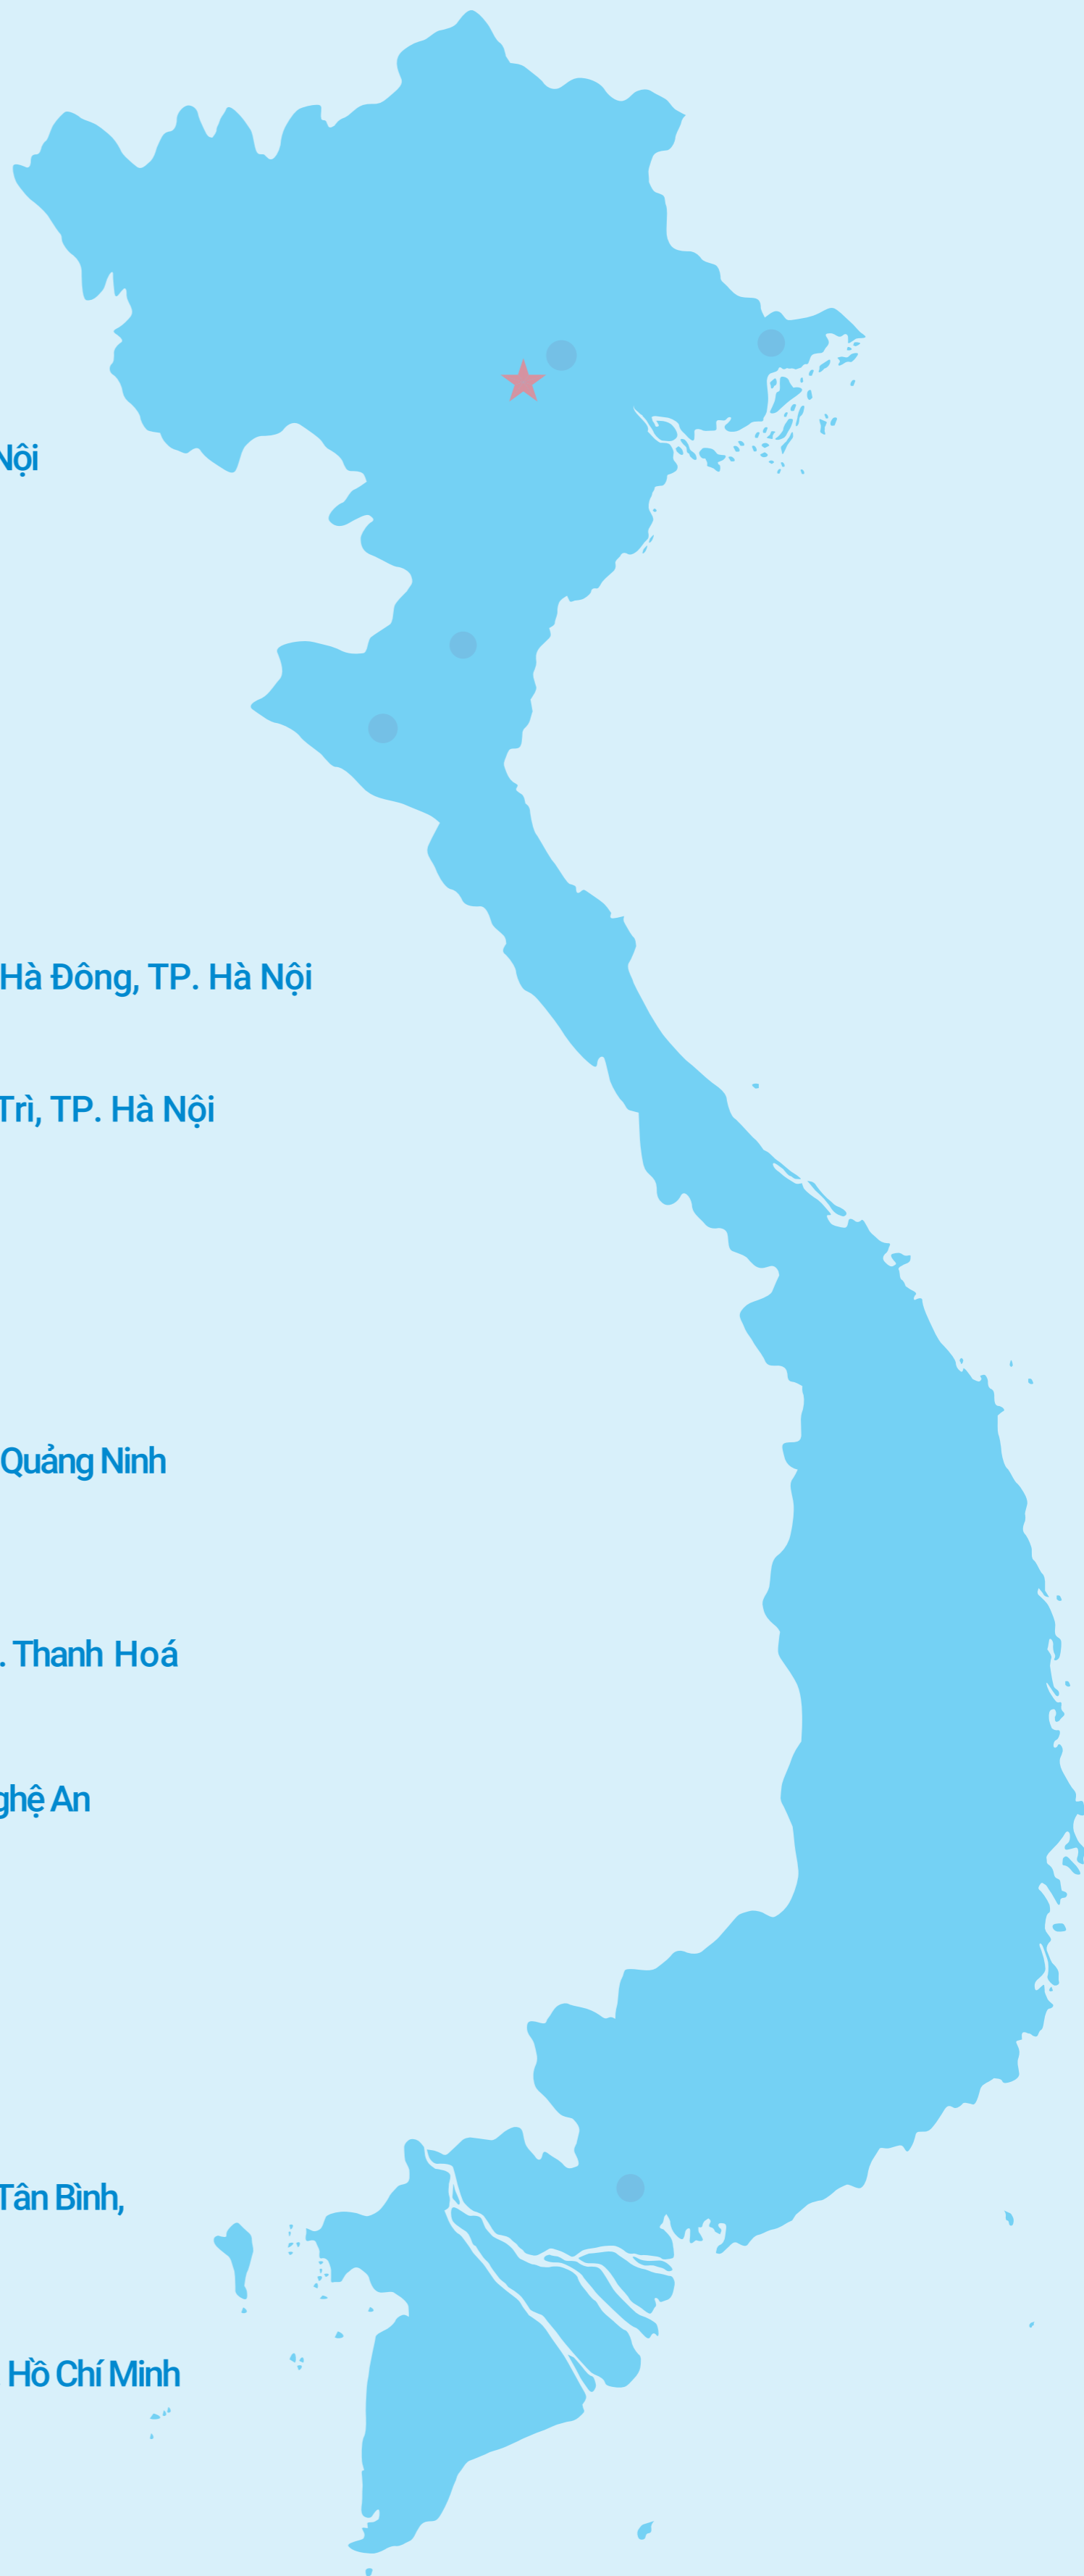 Nội
Hà Đông, TP. Hà Nội
Trì, TP. Hà Nội
Quảng Ninh
. Thanh Hoá
ghệ An
Tân Bình,
Hồ Chí Minh